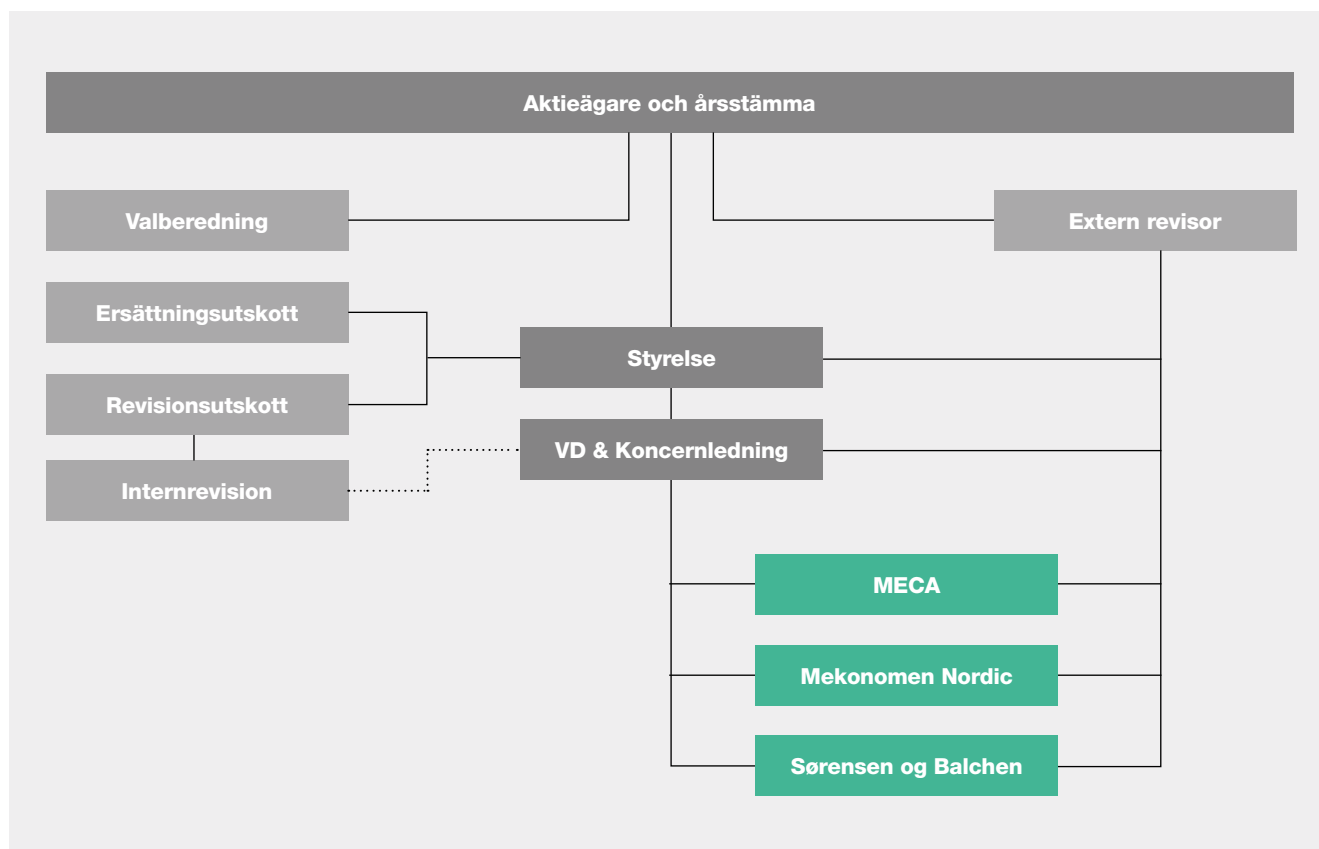 Aktieägare och årsstämma
Valberedning
Extern revisor
Ersättningsutskott
Styrelse
Revisionsutskott
VD & Koncernledning
Internrevision
MECA
Mekonomen Nordic
Sørensen og Balchen